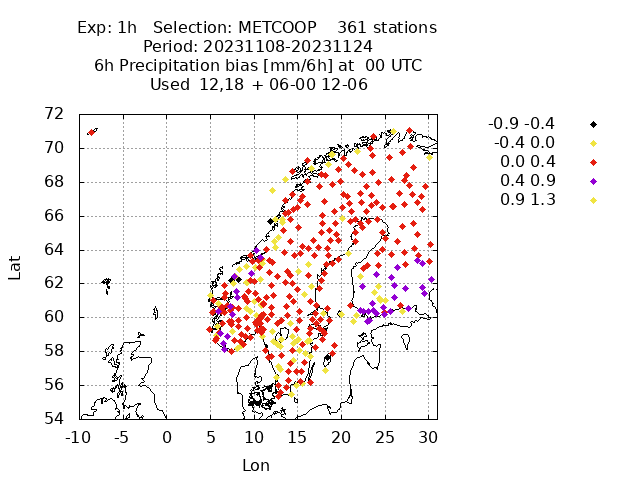 Exp: 1h   Selection: METCOOP    361 stations
Period: 20231108-20231124
6h Precipitation bias [mm/6h] at  00 UTC
Used  12,18  + 06-00 12-06
-0.9 -0.4
-0.4 0.0
0.0 0.4
0.4 0.9
0.9 1.3
72
70
68
66
64
62
60
58
56
54
Lat
-10 -5 0 5 10 15 20 25 30
Lon